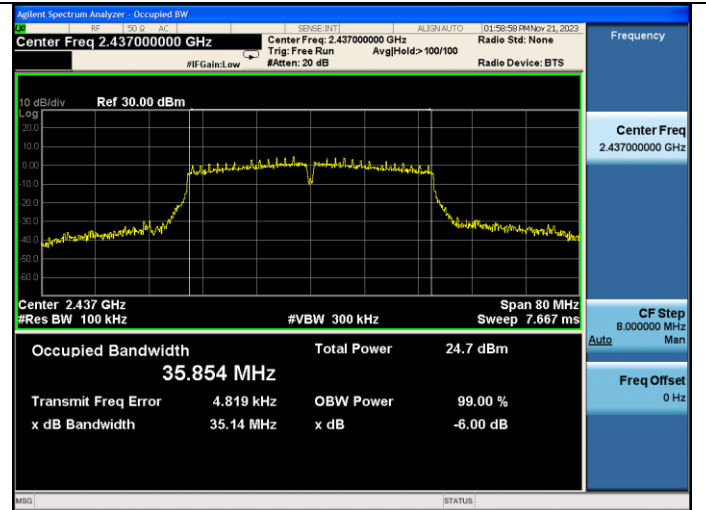 Agilent Spectrum Analyzer - Occupied BW
RF 50 Ω AC SENSE:INT ALIGN AUTO 01:58:58 PM Nov 21, 2023
Center Freq 2.437000000 GHz
Center Freq: 2.437000000 GHz
Radio Std: None
Trig: Free Run Avg|Hold:>100/100
#IFGain:Low #Atten: 20 dB Radio Device: BTS
Frequency
10 dB/div Ref 30.00 dBm
Log
20.0
10.0
0.00
-10.0
-20.0
-30.0
-40.0
-50.0
-60.0
Center 2.437 GHz Span 80 MHz
#Res BW 100 kHz #VBW 300 kHz Sweep 7.667 ms
Occupied Bandwidth Total Power 24.7 dBm
35.854 MHz
Transmit Freq Error 4.819 kHz OBW Power 99.00 %
x dB Bandwidth 35.14 MHz x dB -6.00 dB
Center Freq
2.437000000 GHz
CF Step
8.000000 MHz
Auto Man
Freq Offset
0 Hz
MSG STATUS